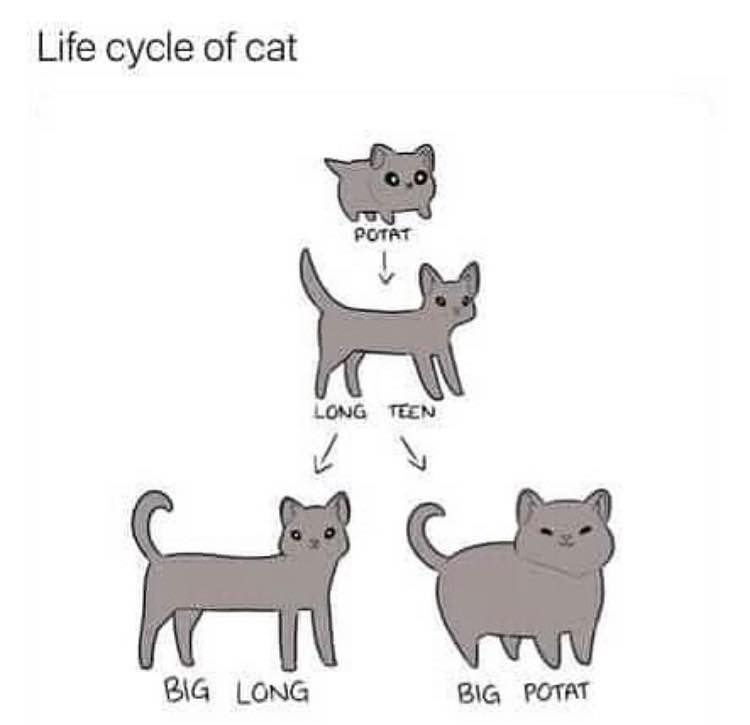 Life cycle of cat
POTAT
LONG TEEN
BIG LONG
BIG POTAT